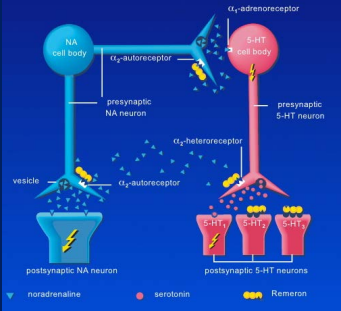 α₁-adrenoreceptor
NA
cell body
α₂-autoreceptor
5-HT
cell body
presynaptic
NA neuron
presynaptic
5-HT neuron
α₂-heteroreceptor
vesicle
α₂-autoreceptor
5-HT₁
5-HT₂
5-HT₃
postsynaptic NA neuron
postsynaptic 5-HT neurons
noradrenaline
serotonin
Remeron